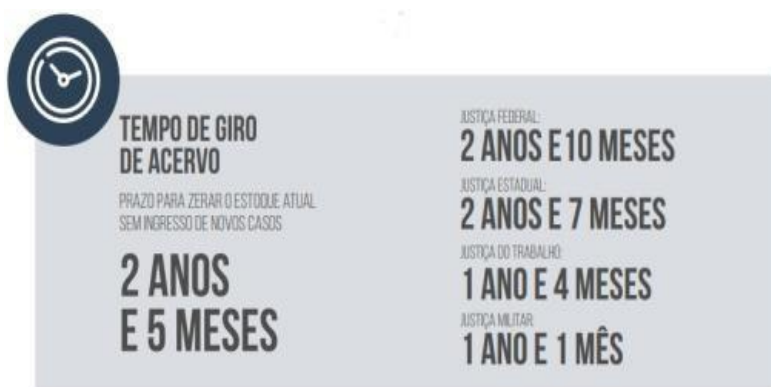 TEMPO DE GIRO
DE ACERVO
PRAZO PARA ZERAR O ESTOQUE ATUAL
SEM INGRESSO DE NOVOS CASOS
2 ANOS
E 5 MESES
JUSTIÇA FEDERAL:
2 ANOS E 10 MESES
JUSTIÇA ESTADUAL:
2 ANOS E 7 MESES
JUSTIÇA DO TRABALHO:
1 ANO E 4 MESES
JUSTIÇA MILITAR:
1 ANO E 1 MÊS